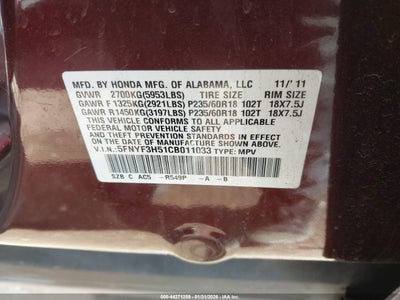 MFD. BY HONDA MFG. OF ALABAMA, LLC 11/'11
GVWR 2700KG(5953LBS) TIRE SIZE RIM SIZE
GAWR F 1325KG(2921LBS) P235/60R18 102T 18X7.5J
GAWR R 1450KG(3197LBS) P235/60R18 102T 18X7.5J
THIS VEHICLE CONFORMS TO ALL APPLICABLE
FEDERAL MOTOR VEHICLE SAFETY, BUMPER,
AND THEFT PREVENTION STANDARDS IN EFFECT
ON THE DATE OF MANUFACTURE SHOWN ABOVE.
V.I.N.: 5FNYF3H51CB011033 TYPE: MPV
SZB C AC5 - R549P - A - B
000-44271259 - 01/31/2026 - IAA Inc.